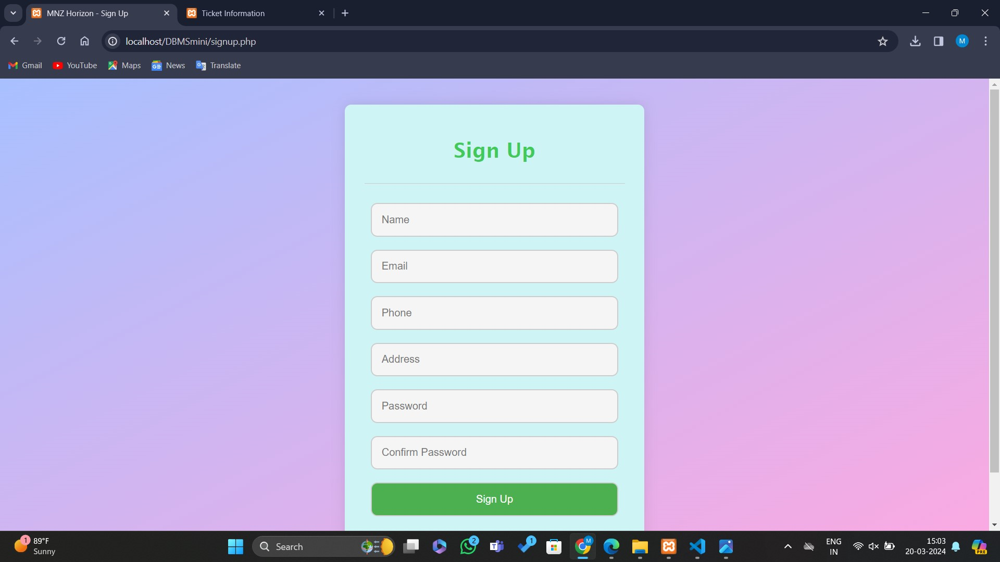 MNZ Horizon - Sign Up
Ticket Information
localhost/DBMSmini/signup.php
M
Gmail
YouTube
Maps
News
Translate
Sign Up
Name
Email
Phone
Address
Password
Confirm Password
Sign Up
1
89°F
Sunny
Search
2
1
M
ENG
IN
15:03
20-03-2024
PRE